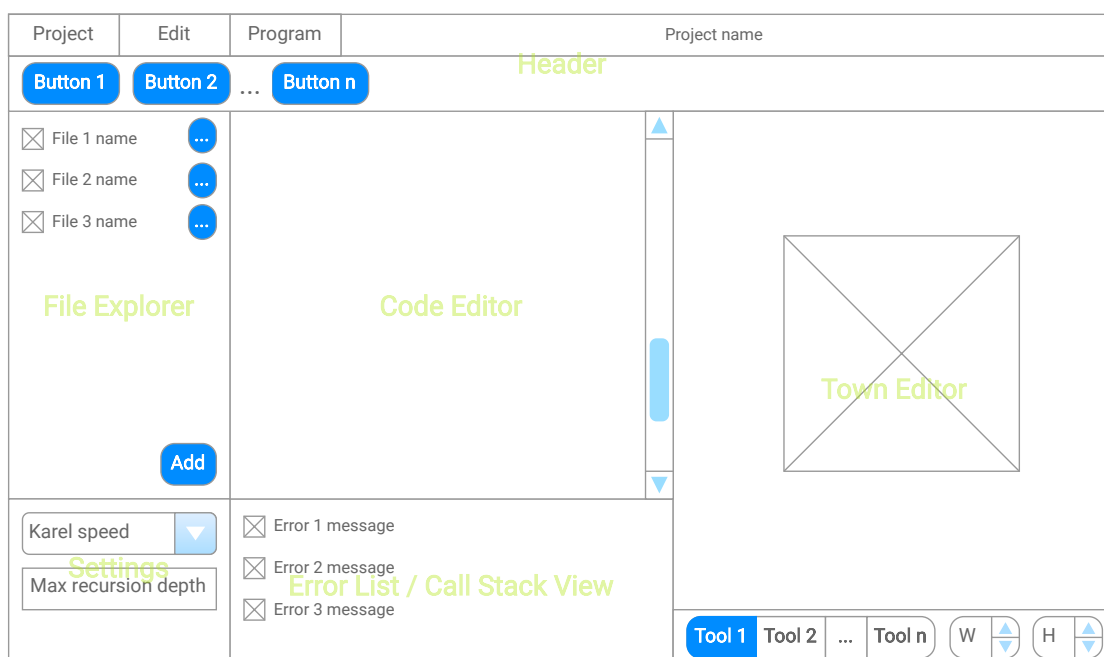 Project
Edit
Program
Project name
Header
Button 1
Button 2
...
Button n
File 1 name
...
File 2 name
...
File 3 name
...
File Explorer
Add
Code Editor
Town Editor
Karel speed
Settings
Max recursion depth
Error 1 message
Error 2 message
Error List / Call Stack View
Error 3 message
Tool 1
Tool 2
...
Tool n
W
H